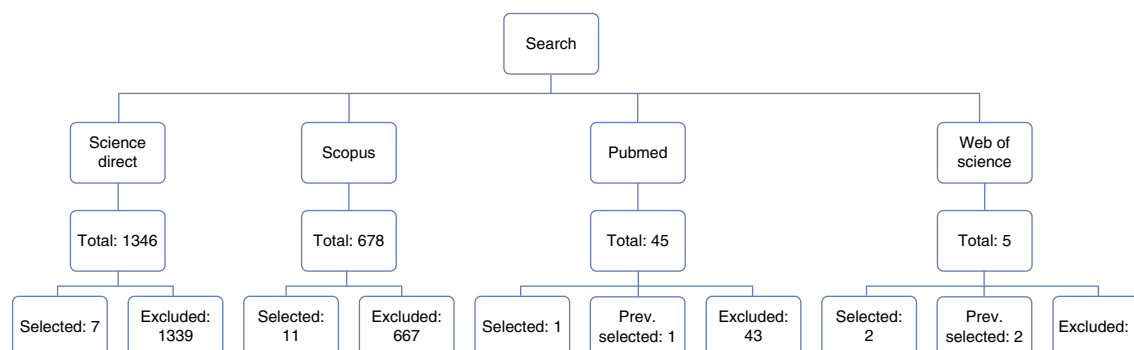 Search
Science
direct
Scopus
Pubmed
Web of
science
Total: 1346
Total: 678
Total: 45
Total: 5
Selected: 7
Excluded:
1339
Selected:
11
Excluded:
667
Selected: 1
Prev.
selected: 1
Excluded:
43
Selected:
2
Prev.
selected: 2
Excluded: